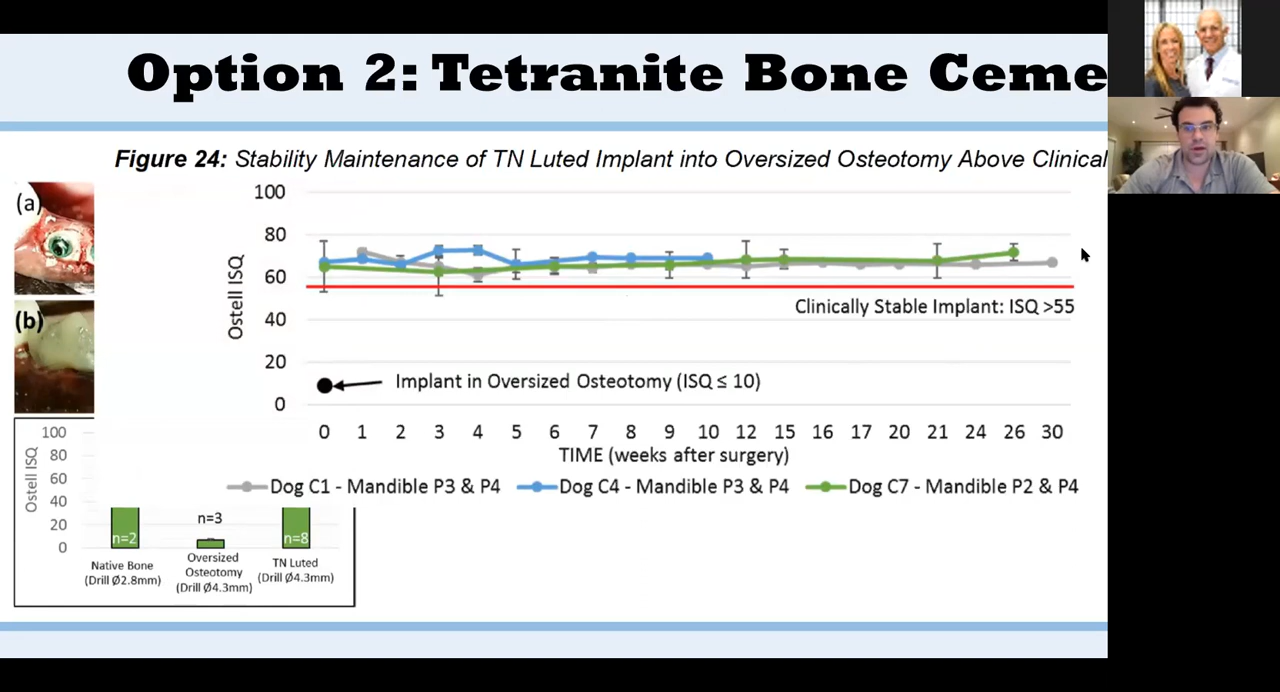 Option 2: Tetranite Bone Ceme
Figure 24: Stability Maintenance of TN Luted Implant into Oversized Osteotomy Above Clinical
(a)
(b)
Ostell ISQ
100
80
60
40
20
0
Clinically Stable Implant: ISQ >55
Implant in Oversized Osteotomy (ISQ ≤ 10)
0 1 2 3 4 5 6 7 8 9 10 12 15 16 17 20 21 24 26 30
TIME (weeks after surgery)
Dog C1 - Mandible P3 & P4 Dog C4 - Mandible P3 & P4 Dog C7 - Mandible P2 & P4
Ostell ISQ
100
80
60
40
20
0
n=2
n=3
n=8
Native Bone
(Drill Ø2.8mm)
Oversized
Osteotomy
(Drill Ø4.3mm)
TN Luted
(Drill Ø4.3mm)